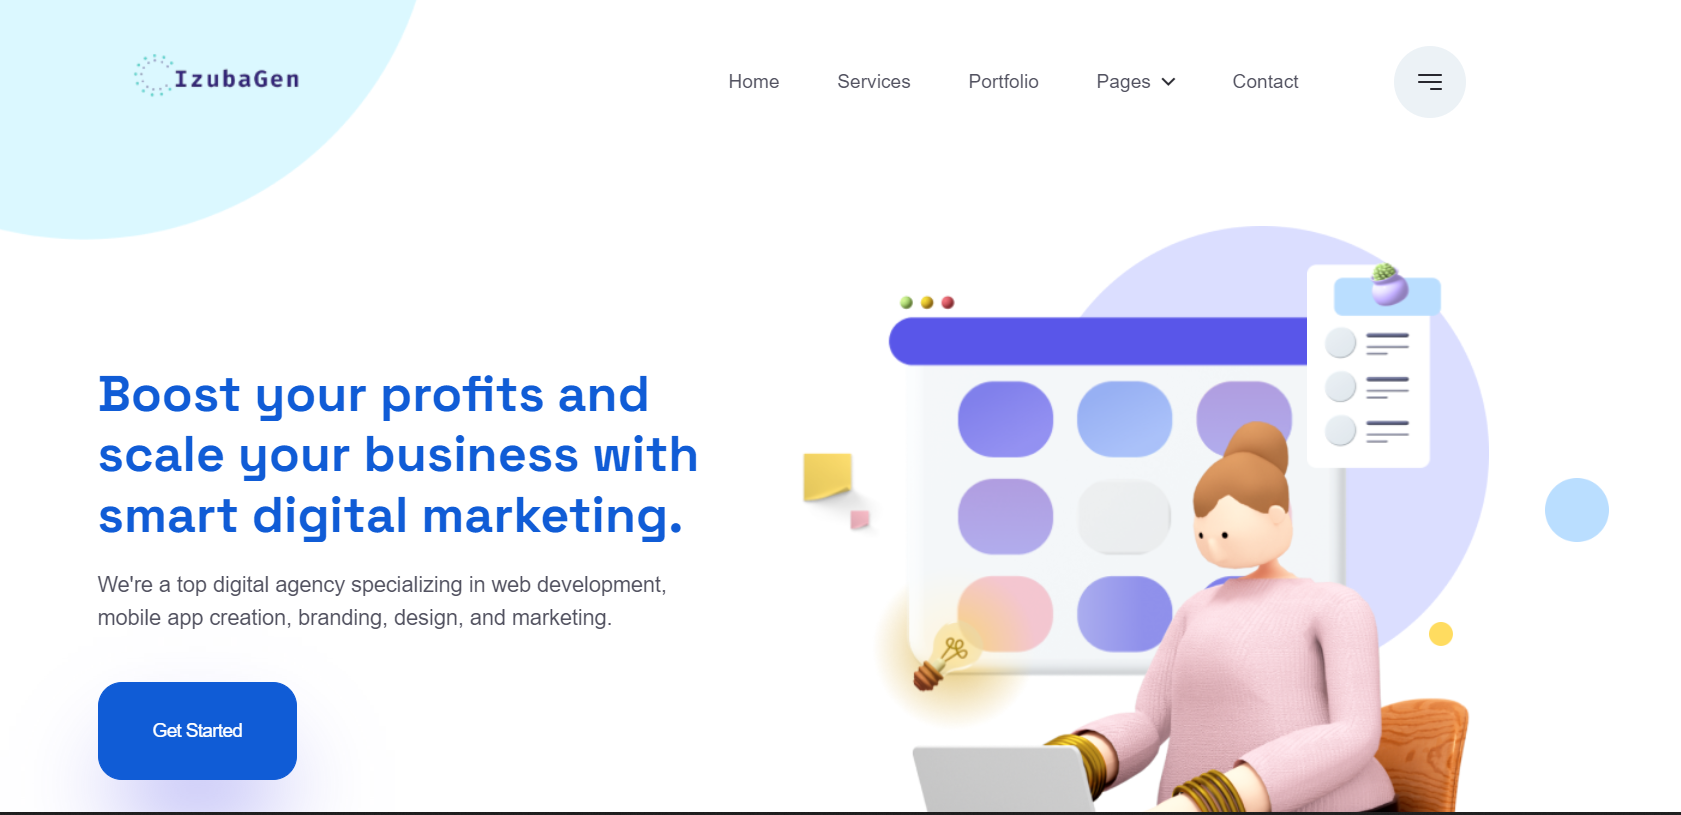 IzubaGen
Home Services Portfolio Pages Contact
Boost your profits and
scale your business with
smart digital marketing.
We're a top digital agency specializing in web development,
mobile app creation, branding, design, and marketing.
Get Started